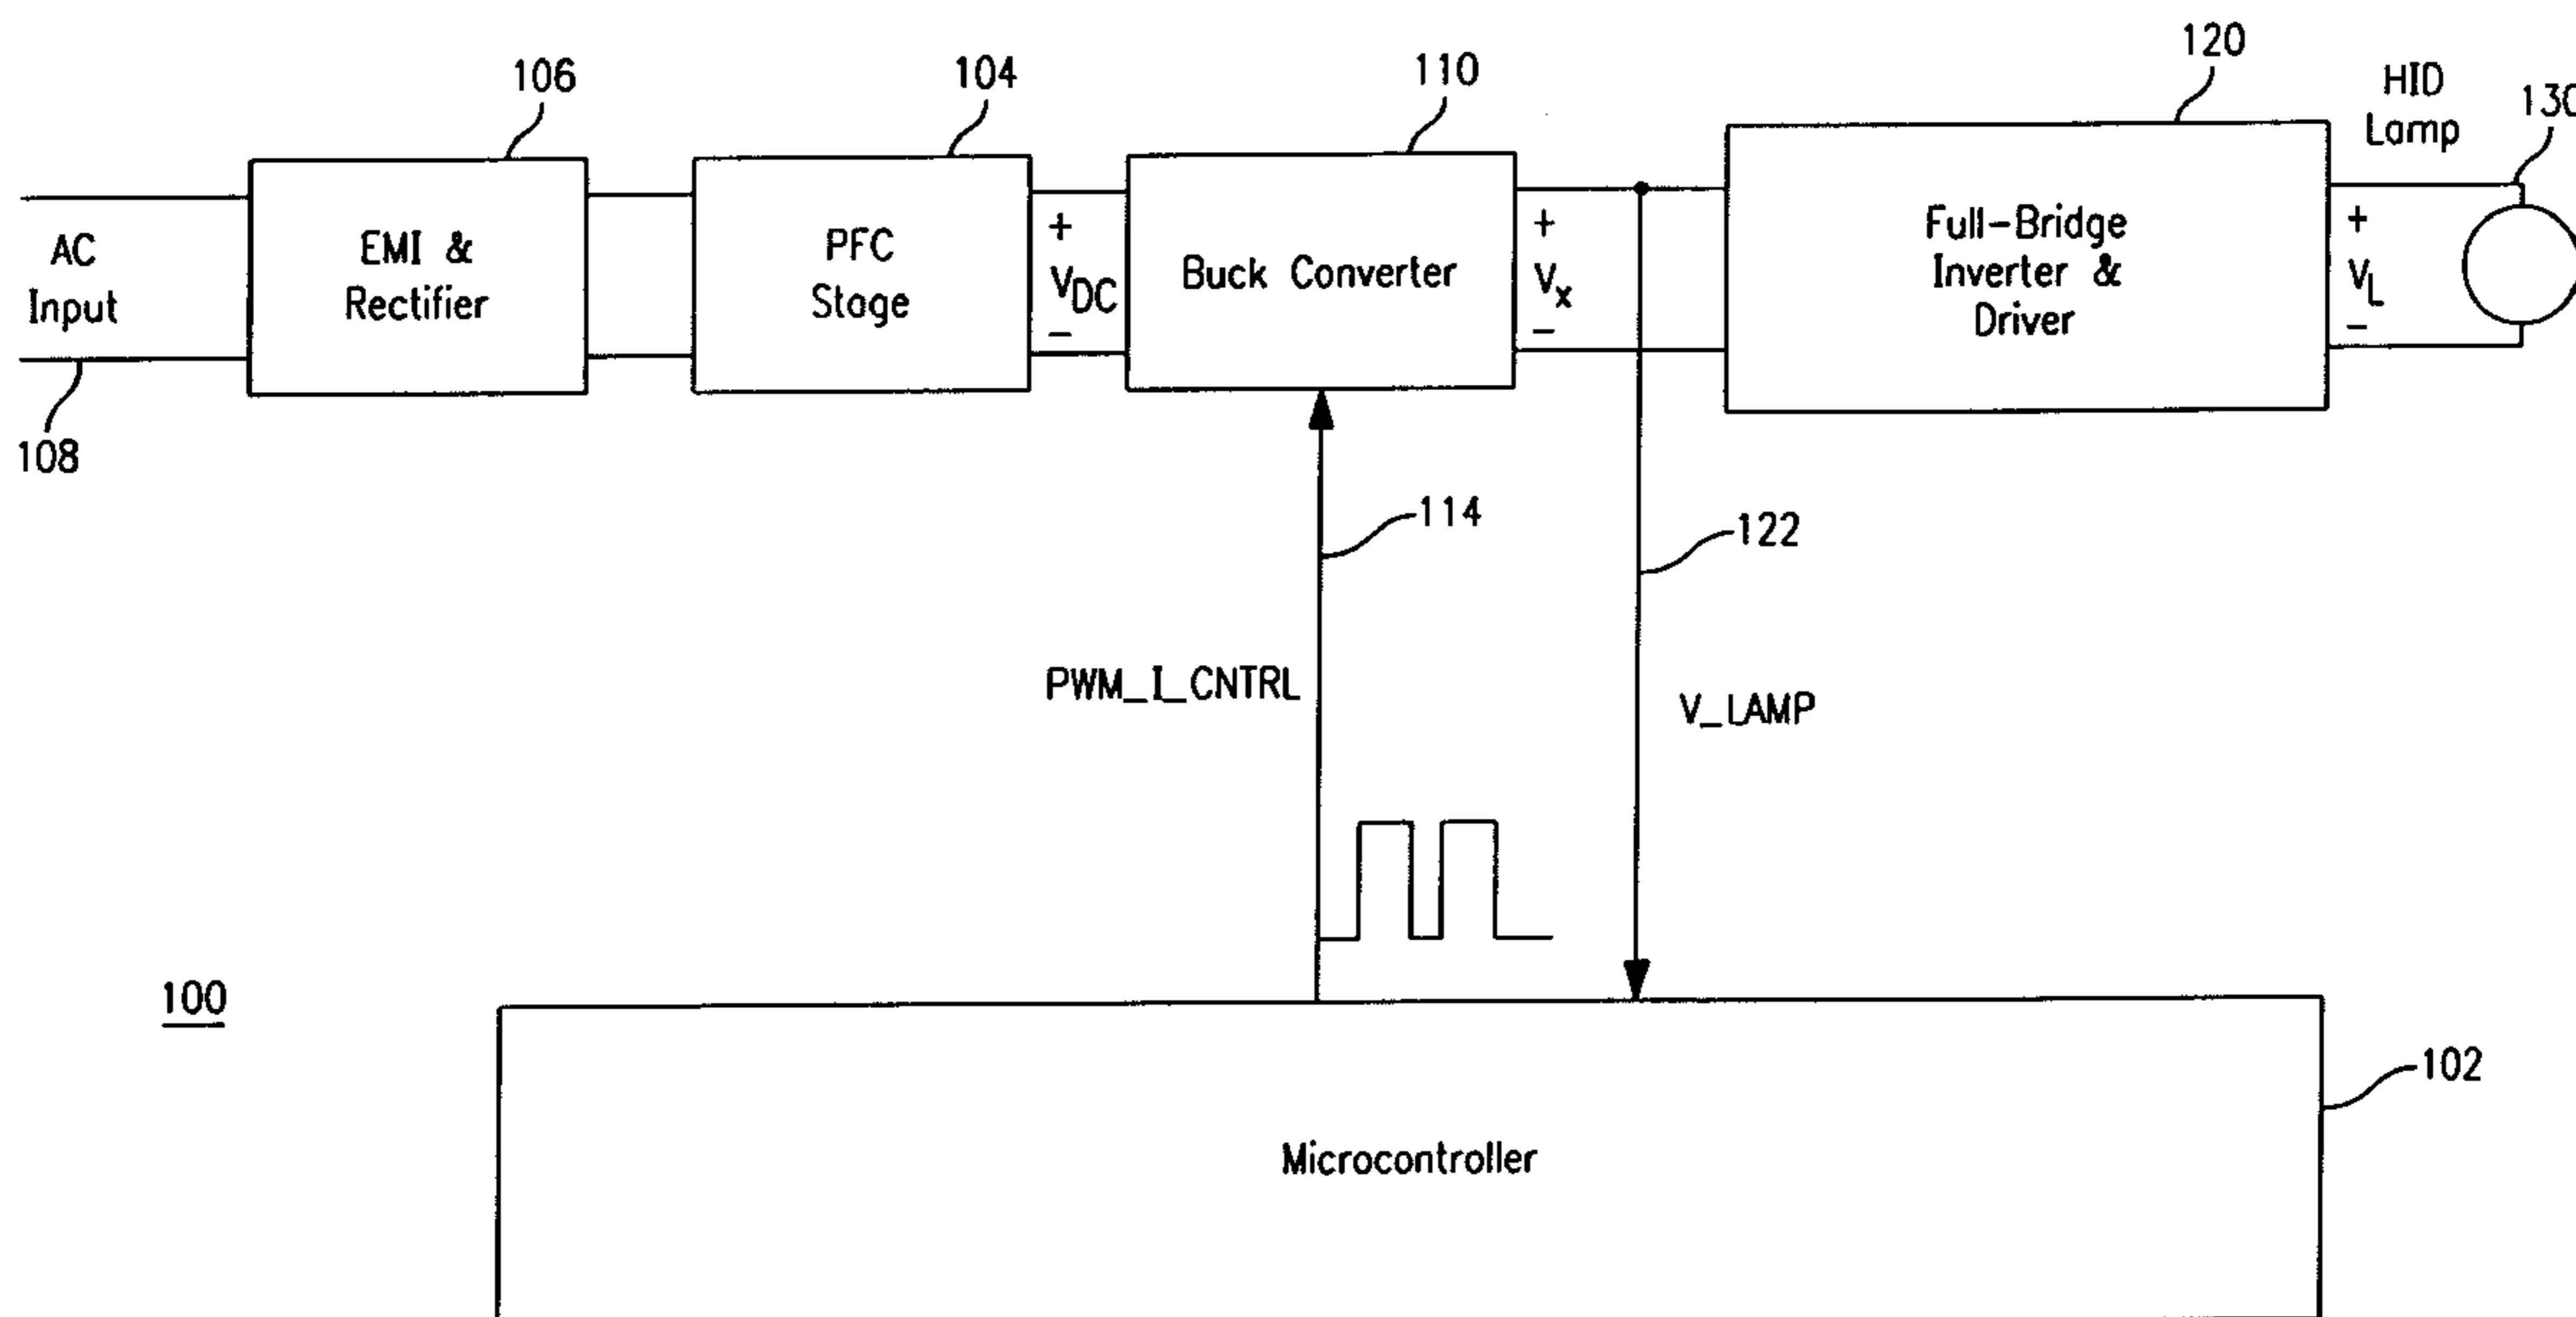 120
HID
Lamp
106
104
110
130
AC
Input
EMI &
Rectifier
PFC
Stage
+
VDC
−
Buck Converter
+
Vx
−
Full-Bridge
Inverter &
Driver
+
VL
−
108
114
122
PWM_I_CNTRL
V_LAMP
100
102
Microcontroller